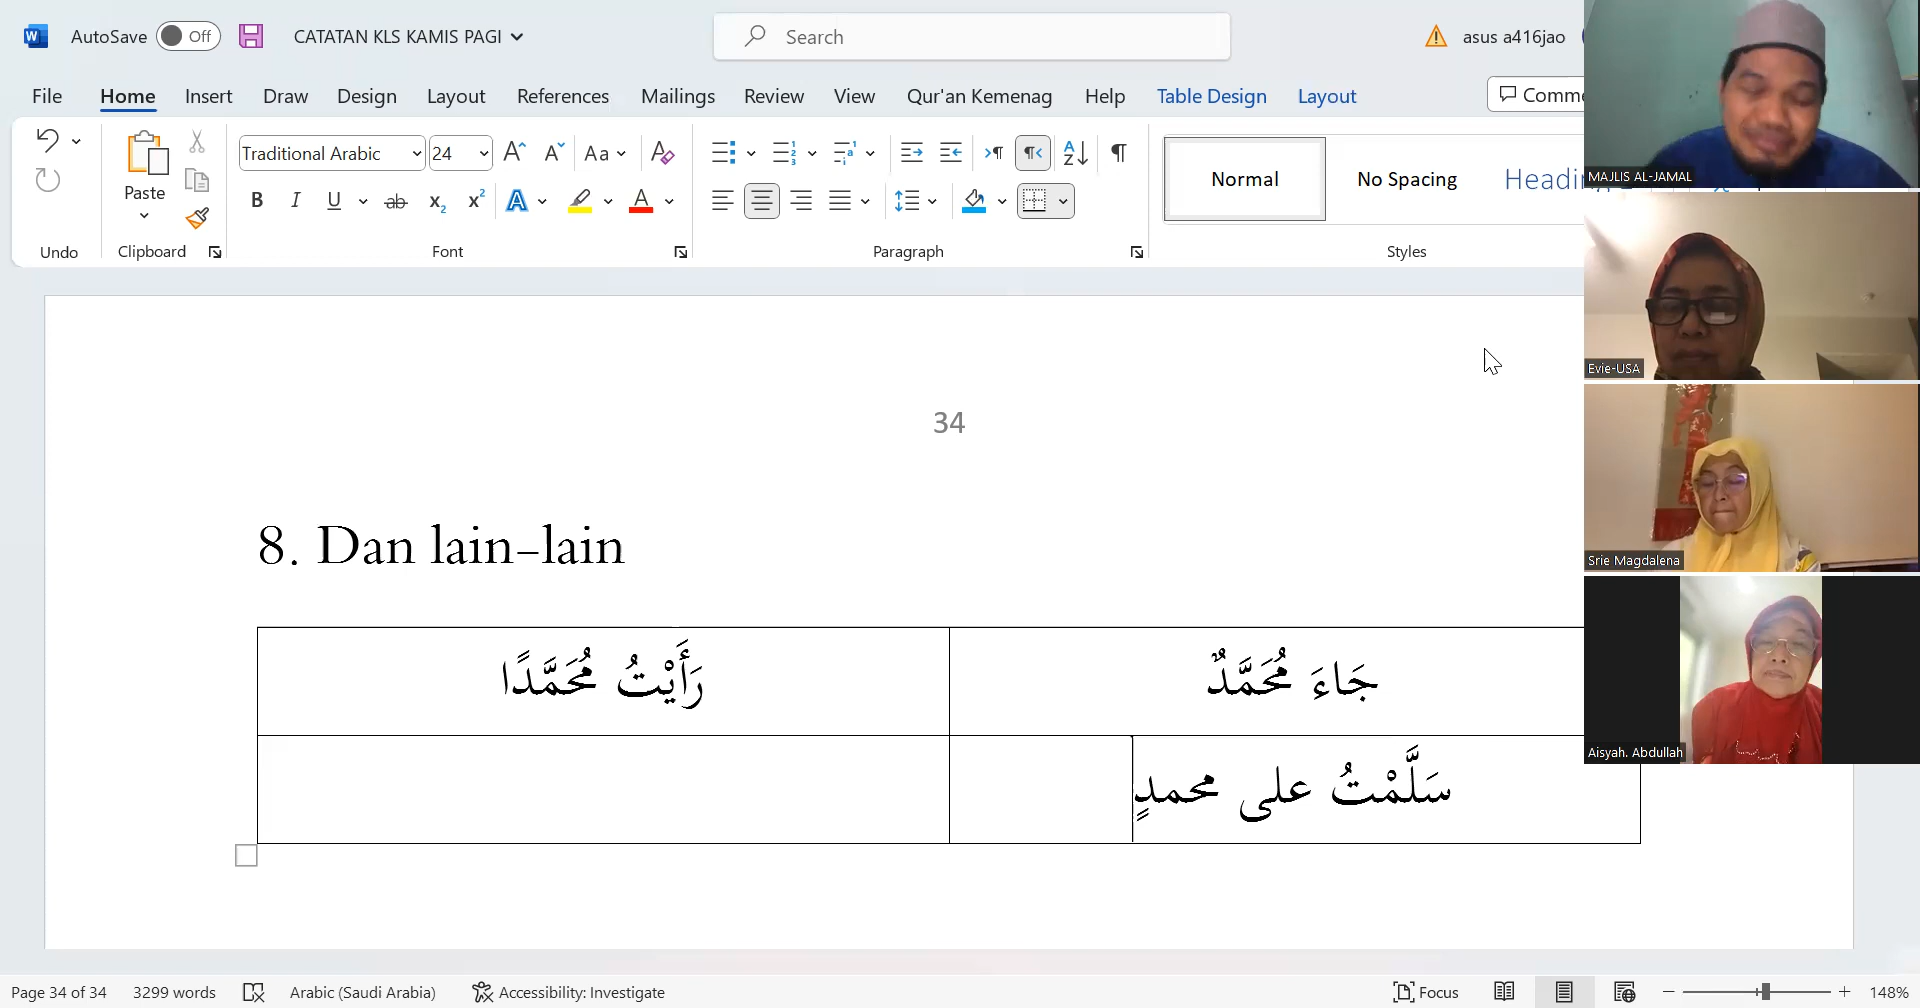 AutoSave Off CATATAN KLS KAMIS PAGI Search asus a416jao
File Home Insert Draw Design Layout References Mailings Review View Qur'an Kemenag Help Table Design Layout Comme
Traditional Arabic 24
Paste
Normal No Spacing
Undo Clipboard Font Paragraph Styles
MAJLIS AL-JAMAL
Evie-USA
Srie Magdalena
Aisyah. Abdullah
34
8. Dan lain-lain
جَاءَ مُحَمَّدٌ
رَأَيْتُ مُحَمَّدًا
سَلَّمْتُ على محمدٍ
Page 34 of 34 3299 words Arabic (Saudi Arabia) Accessibility: Investigate Focus 148%